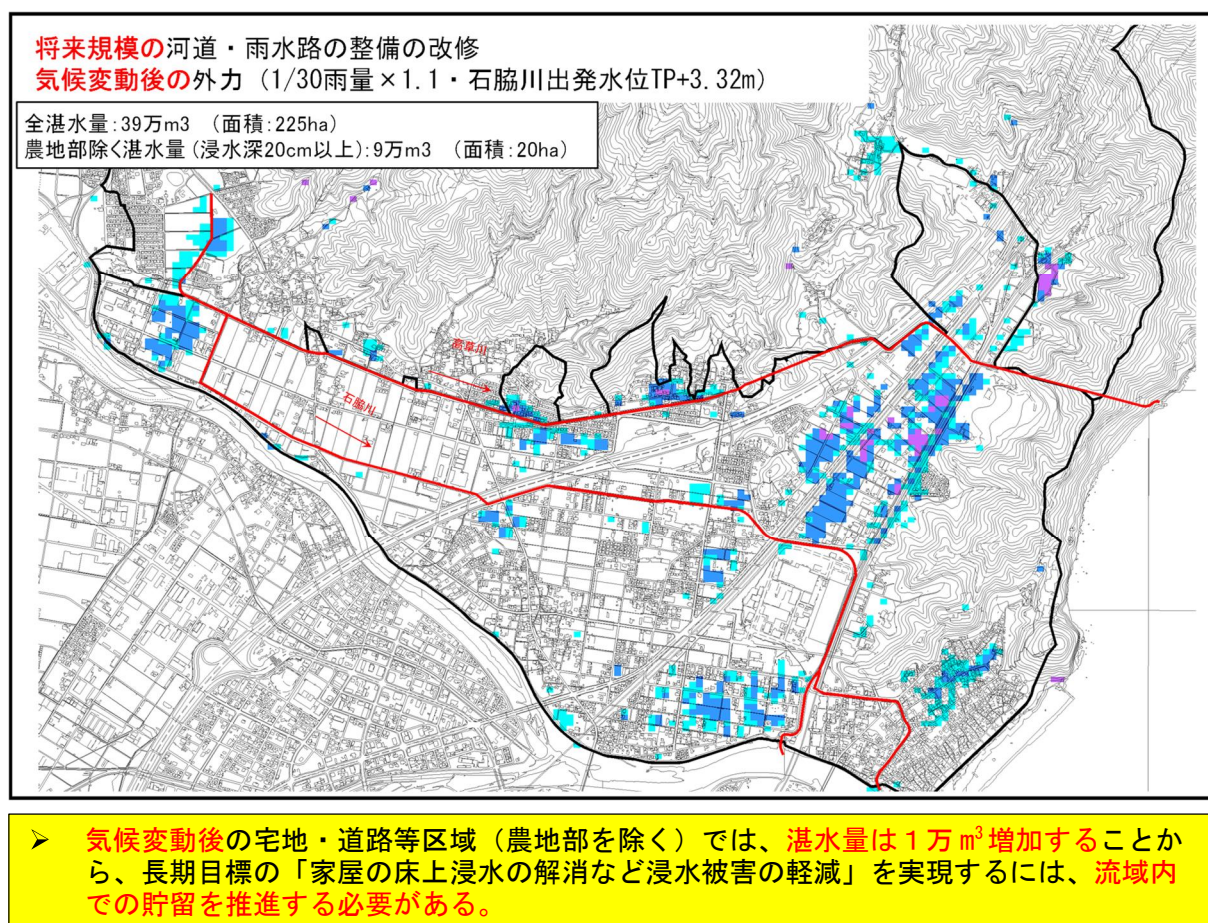 将来規模の河道・雨水路の整備の改修
気候変動後の外力（1/30雨量×1.1・石脇川出発水位TP+3.32m）
全湛水量:39万m3　（面積:225ha）
農地部除く湛水量（浸水深20cm以上）:9万m3　（面積:20ha）
高草川
石脇川
➢ 気候変動後の宅地・道路等区域（農地部を除く）では、湛水量は１万㎥増加することか
ら、長期目標の「家屋の床上浸水の解消など浸水被害の軽減」を実現するには、流域内
での貯留を推進する必要がある。